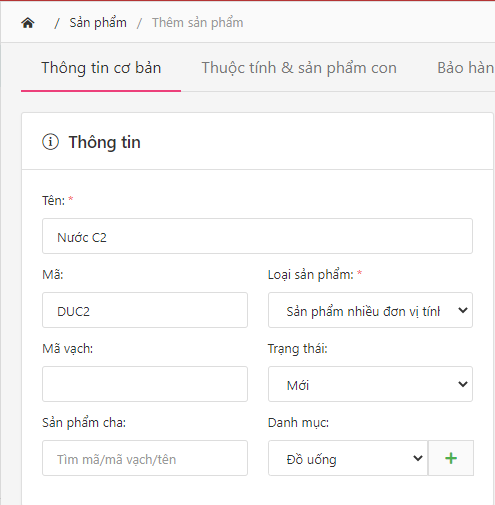 / Sản phẩm / Thêm sản phẩm
Thông tin cơ bản Thuộc tính & sản phẩm con Bảo hàn
Thông tin
Tên: *
Nước C2
Mã: Loại sản phẩm: *
DUC2 Sản phẩm nhiều đơn vị tính
Mã vạch: Trạng thái:
Mới
Sản phẩm cha: Danh mục:
Tìm mã/mã vạch/tên Đồ uống +